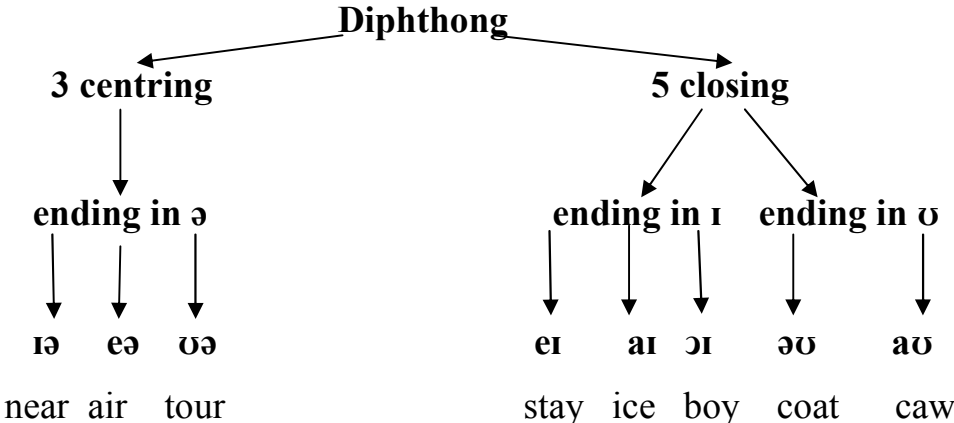 Diphthong
3 centring 5 closing
ending in ə ending in ɪ ending in ʊ
ɪə eə ʊə eɪ aɪ ɔɪ əʊ aʊ
near air tour stay ice boy coat caw